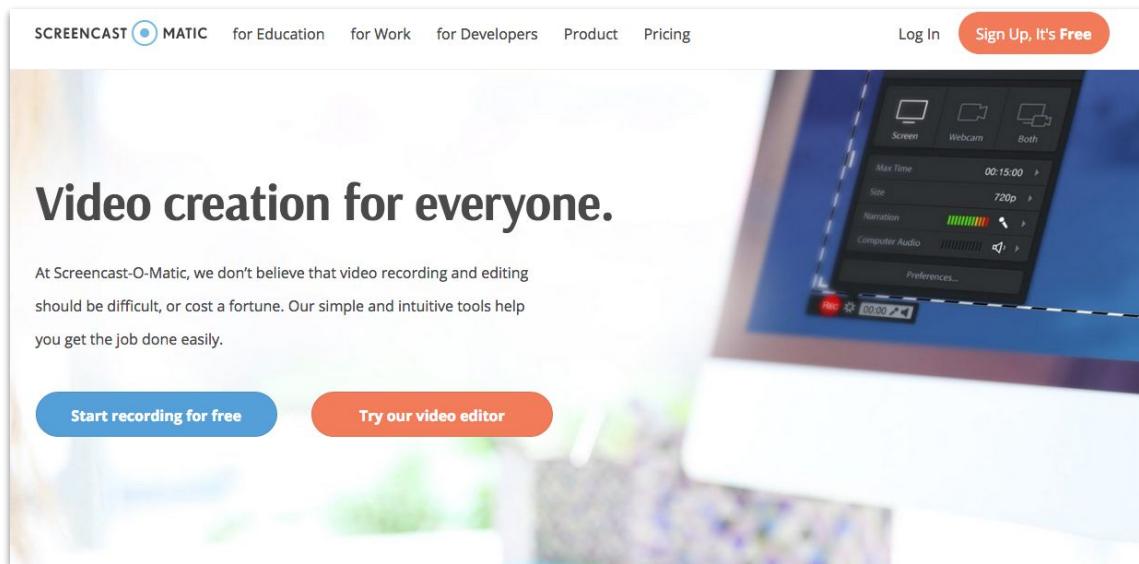 SCREENCAST O MATIC for Education for Work for Developers Product Pricing Log In Sign Up, It's Free
Video creation for everyone.
At Screencast-O-Matic, we don’t believe that video recording and editing
should be difficult, or cost a fortune. Our simple and intuitive tools help
you get the job done easily.
Start recording for free Try our video editor
Screen Webcam Both
Max Time 00:15:00
Size 720p
Narration
Computer Audio
Preferences...
Rec 00:00